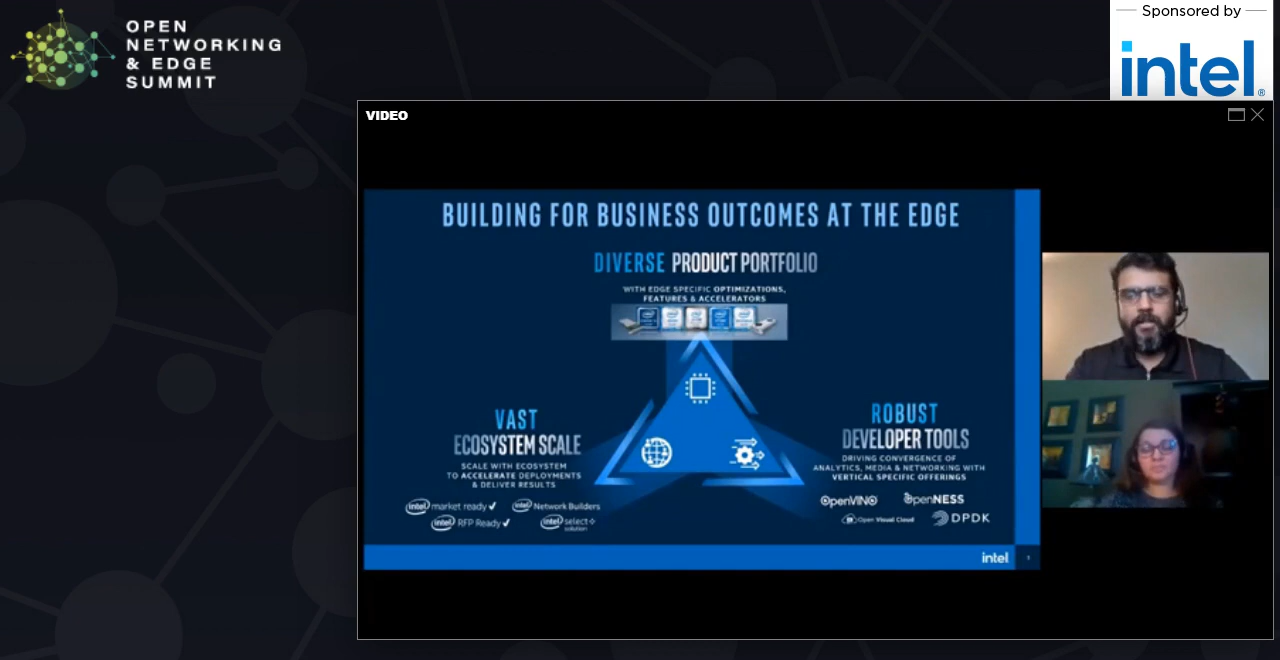 OPEN
NETWORKING
& EDGE
SUMMIT
Sponsored by
intel®
VIDEO
BUILDING FOR BUSINESS OUTCOMES AT THE EDGE
DIVERSE PRODUCT PORTFOLIO
WITH EDGE SPECIFIC OPTIMIZATIONS,
FEATURES & ACCELERATORS
VAST
ECOSYSTEM SCALE
SCALE WITH ECOSYSTEM
TO ACCELERATE DEPLOYMENTS
& DELIVER RESULTS
intel market ready
intel Network Builders
intel RFP Ready
intel select
solution
ROBUST
DEVELOPER TOOLS
DRIVING CONVERGENCE OF
ANALYTICS, MEDIA & NETWORKING WITH
VERTICAL SPECIFIC OFFERINGS
OpenVINO
OpenNESS
Open Visual Cloud
DPDK
intel